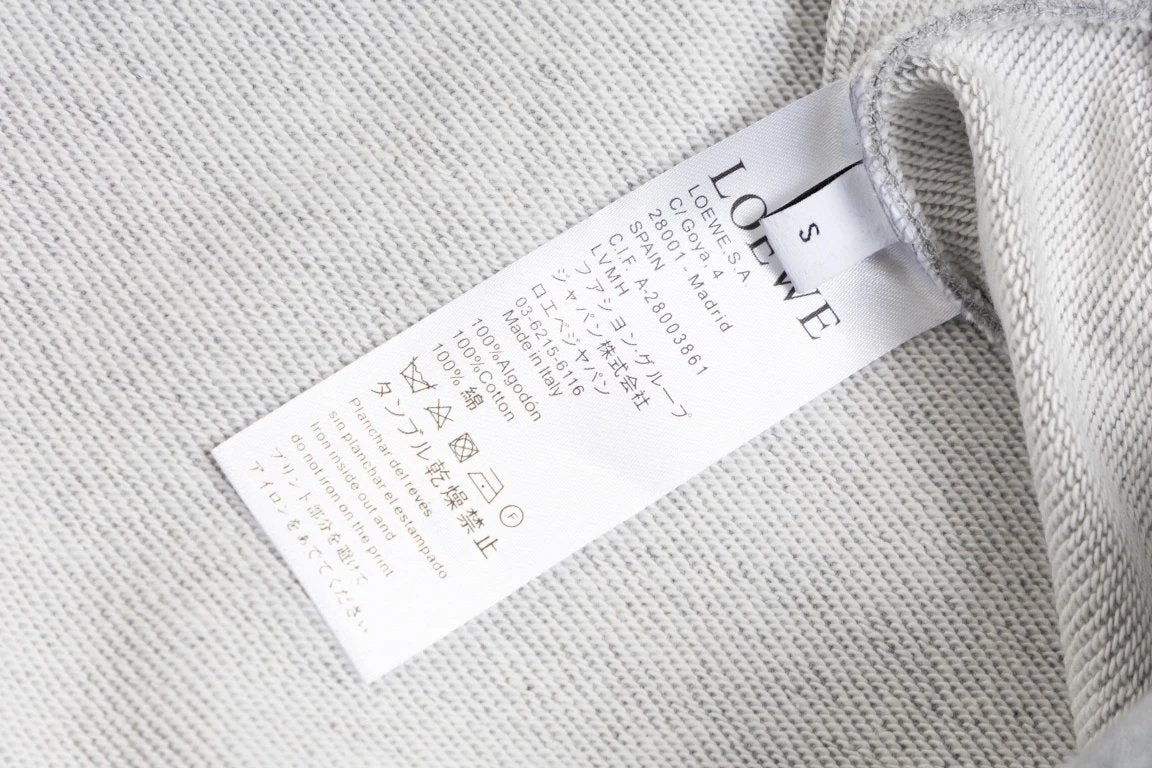 LOEWE
S
LOEWE.S.A.
C/Goya, 4
28001 - Madrid
SPAIN
C.I.F. A-28003861
LVMH
ファシヨングループ
ジャパン株式会社
ロエベジャパン
03-6215-6116
Made in Italy
100%Algodón
100%Cotton
100% 綿
F
タンブル乾燥禁止
Planchar del revés
sin planchar el estampado
Iron inside out and
do not iron on the print
プリント部分を避けて
アイロンをあててください。